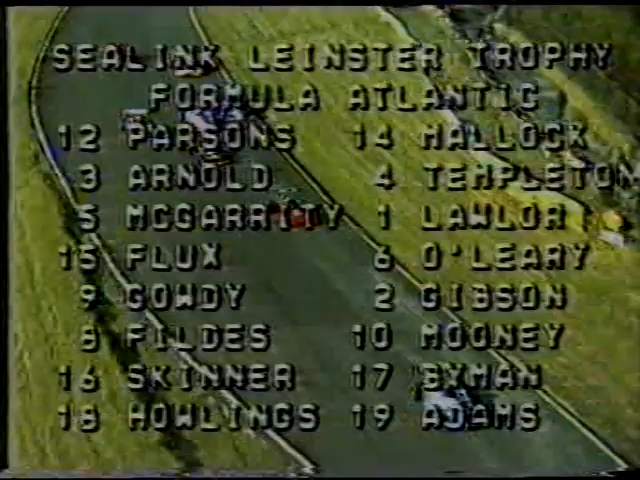 SEALINK LEINSTER TROPHY
FORMULA ATLANTIC
12 PARSONS 14 MALLOCK
3 ARNOLD 4 TEMPLETON
5 MCGARRITY 1 LAWLOR
15 FLUX 6 O'LEARY
9 GOWDY 2 GIBSON
8 FILDES 10 MOONEY
16 SKINNER 17 BYMAN
18 HOWLINGS 19 ADAMS